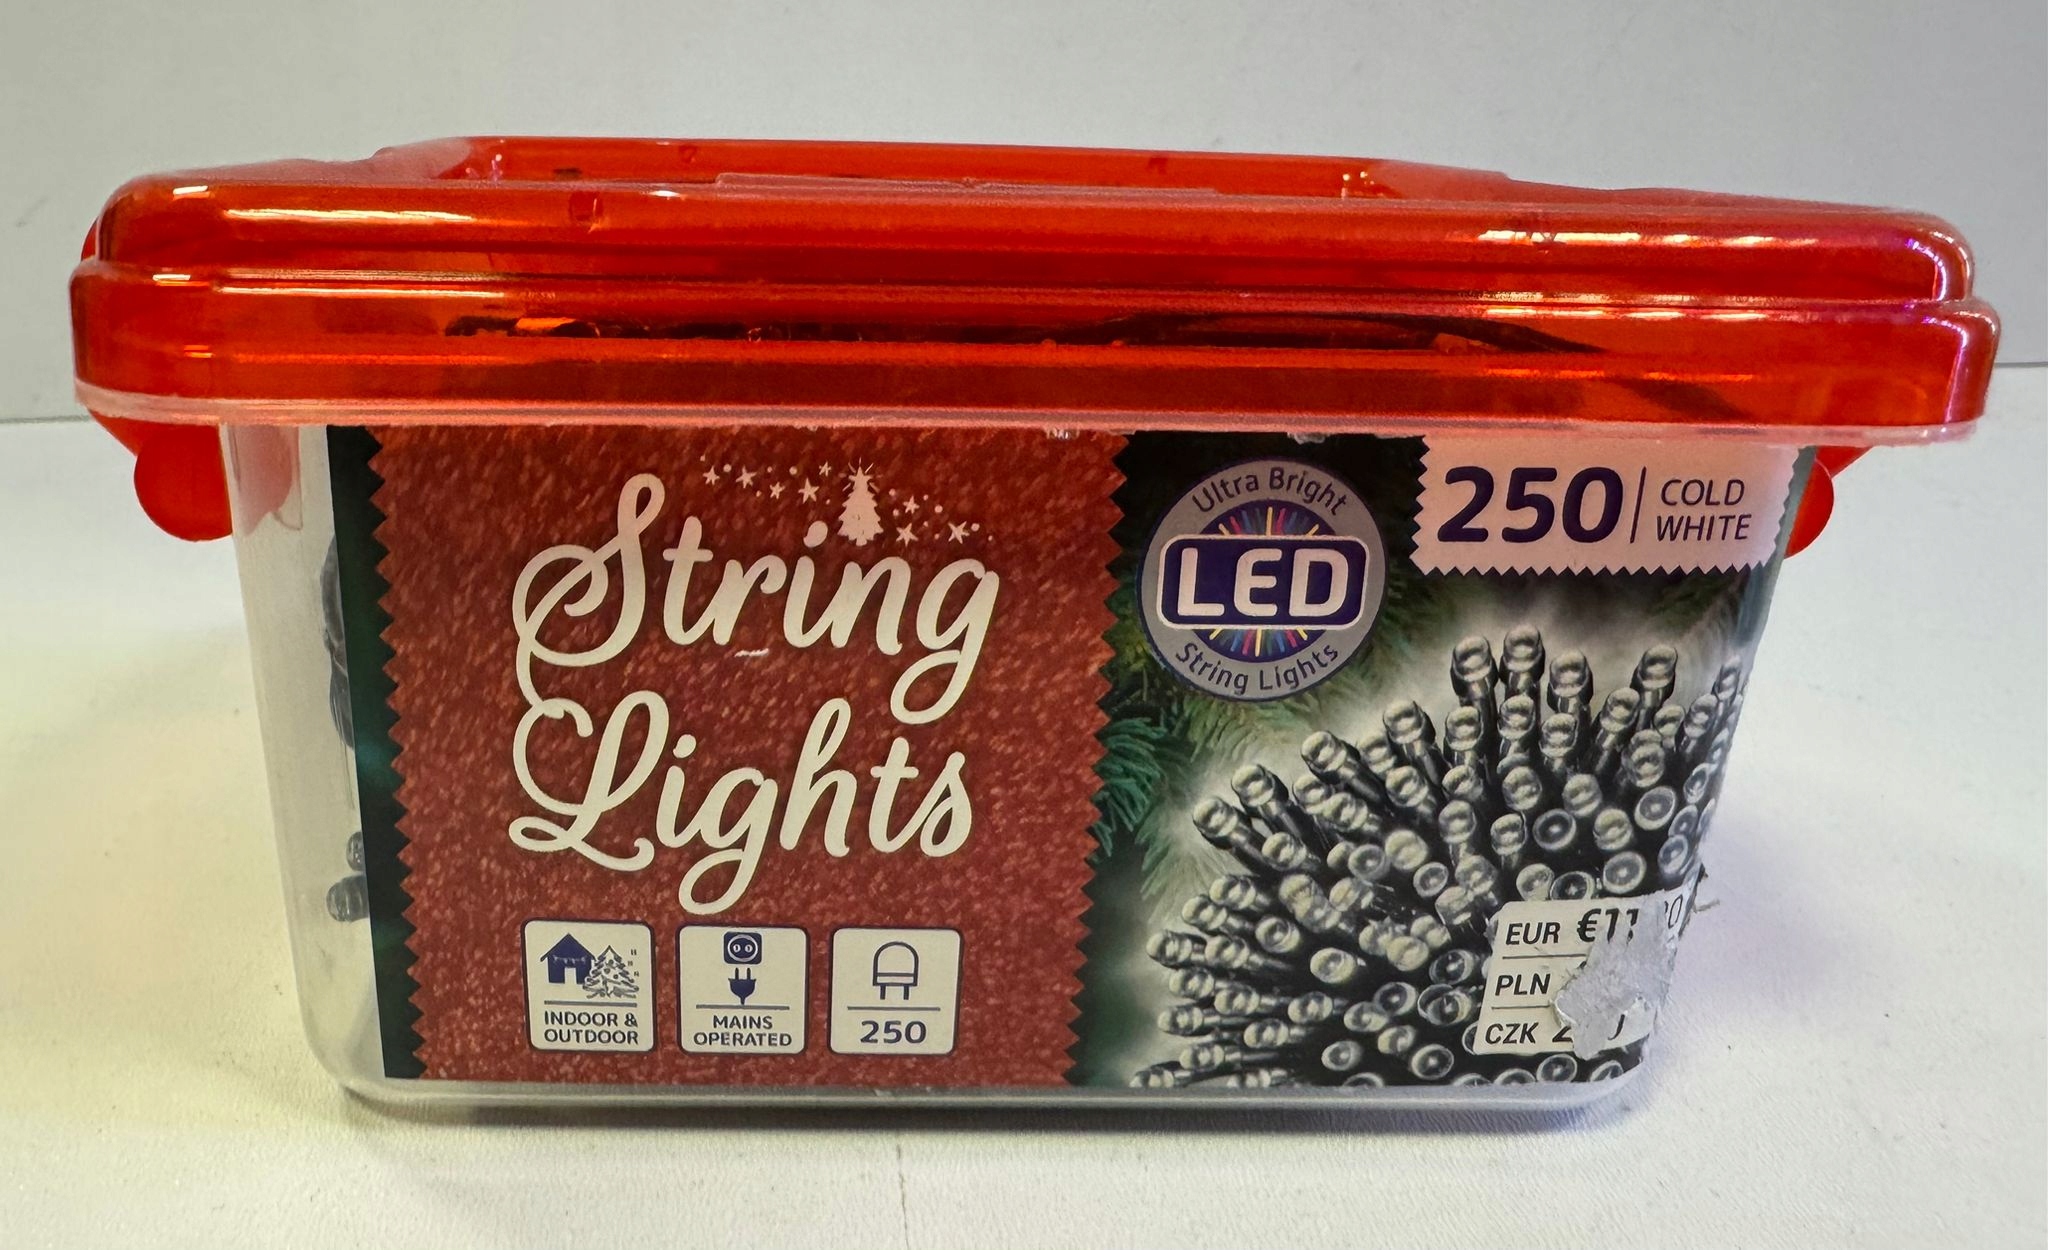 String
Lights
INDOOR &
OUTDOOR
MAINS
OPERATED
250
Ultra Bright
LED
String Lights
250
COLD
WHITE
EUR
PLN
CZK